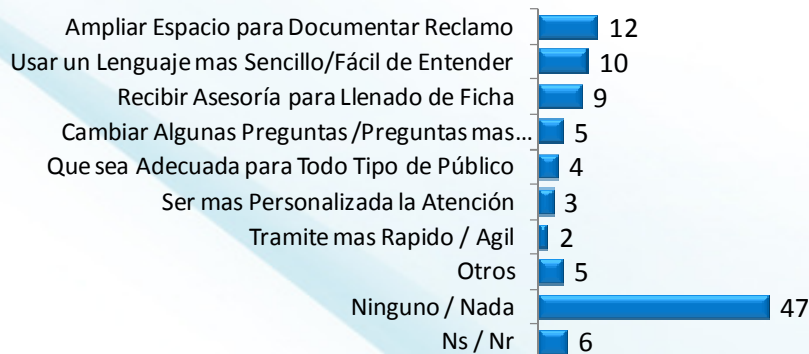 Ampliar Espacio para Documentar Reclamo 12
Usar un Lenguaje mas Sencillo/Fácil de Entender 10
Recibir Asesoría para Llenado de Ficha 9
Cambiar Algunas Preguntas /Preguntas mas... 5
Que sea Adecuada para Todo Tipo de Público 4
Ser mas Personalizada la Atención 3
Tramite mas Rapido / Agil 2
Otros 5
Ninguno / Nada 47
Ns / Nr 6